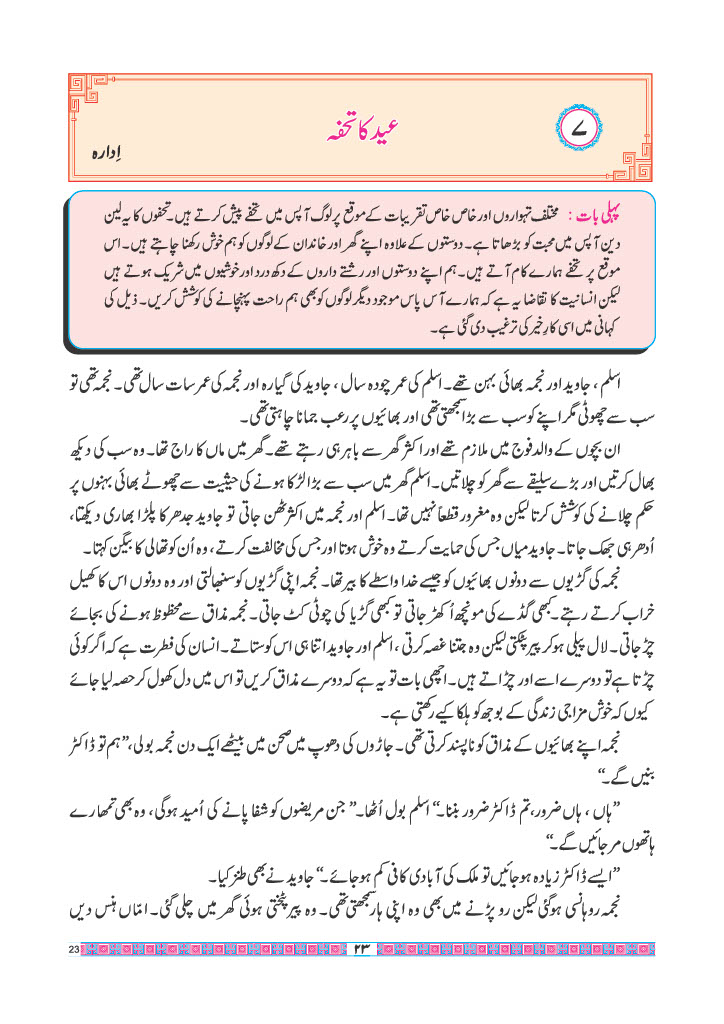 ۷
عید کا تحفہ
اِدارہ
پہلی بات : مختلف تہواروں اور خاص خاص تقریبات کے موقع پر لوگ آپس میں تحفے پیش کرتے ہیں۔ تحفوں کا یہ لین
دین آپس میں محبت کو بڑھاتا ہے۔ دوستوں کے علاوہ اپنے گھر اور خاندان کے لوگوں کو ہم خوش رکھنا چاہتے ہیں۔ اس
موقع پر تحفے ہمارے کام آتے ہیں۔ ہم اپنے دوستوں اور رشتے داروں کے دکھ درد اور خوشیوں میں شریک ہوتے ہیں
لیکن انسانیت کا تقاضا یہ ہے کہ ہمارے آس پاس موجود دیگر لوگوں کو بھی ہم راحت پہنچانے کی کوشش کریں۔ ذیل کی
کہانی میں اسی کارِ خیر کی ترغیب دی گئی ہے۔
اسلم ، جاوید اور نجمہ بھائی بہن تھے۔ اسلم کی عمر چودہ سال ، جاوید کی گیارہ اور نجمہ کی عمر سات سال تھی۔ نجمہ تھی تو
سب سے چھوٹی مگر اپنے کو سب سے بڑا سمجھتی تھی اور بھائیوں پر رعب جمانا چاہتی تھی۔
ان بچوں کے والد فوج میں ملازم تھے اور اکثر گھر سے باہر ہی رہتے تھے۔ گھر میں ماں کا راج تھا۔ وہ سب کی دیکھ
بھال کرتیں اور بڑے سلیقے سے گھر کو چلاتیں۔ اسلم گھر میں سب سے بڑا لڑکا ہونے کی حیثیت سے چھوٹے بھائی بہنوں پر
حکم چلانے کی کوشش کرتا لیکن وہ مغرور قطعاً نہیں تھا۔ اسلم اور نجمہ میں اکثر ٹھن جاتی تو جاوید جدھر کا پلڑا بھاری دیکھتا،
اُدھر ہی جھک جاتا۔ جاوید میاں جس کی حمایت کرتے وہ خوش ہوتا اور جس کی مخالفت کرتے ، وہ اُن کو تھالی کا بیگن کہتا۔
نجمہ کی گڑیوں سے دونوں بھائیوں کو جیسے خدا واسطے کا بیر تھا۔ نجمہ اپنی گڑیوں کو سنبھالتی اور وہ دونوں اس کا کھیل
خراب کرتے رہتے۔ کبھی گڈے کی مونچھ اُکھڑ جاتی تو کبھی گڑیا کی چوٹی کٹ جاتی۔ نجمہ مذاق سے محظوظ ہونے کی بجائے
چڑ جاتی۔ لال پیلی ہو کر پیر پٹکتی لیکن وہ جتنا غصہ کرتی ، اسلم اور جاوید اتنا ہی اس کو ستاتے۔ انسان کی فطرت ہے کہ اگر کوئی
چڑتا ہے تو دوسرے اسے اور چڑاتے ہیں۔ اچھی بات تو یہ ہے کہ دوسرے مذاق کریں تو اس میں دل کھول کر حصہ لیا جائے
کیوں کہ خوش مزاجی زندگی کے بوجھ کو ہلکا کیے رکھتی ہے۔
نجمہ اپنے بھائیوں کے مذاق کو ناپسند کرتی تھی۔ جاڑوں کی دھوپ میں صحن میں بیٹھے ایک دن نجمہ بولی، ”ہم تو ڈاکٹر
بنیں گے۔“
”ہاں ، ہاں ضرور، تم ڈاکٹر ضرور بننا۔“ اسلم بول اُٹھا۔ ”جن مریضوں کو شفا پانے کی اُمید ہوگی، وہ بھی تمھارے
ہاتھوں مر جائیں گے۔“
”ایسے ڈاکٹر زیادہ ہو جائیں تو ملک کی آبادی کافی کم ہو جائے۔“ جاوید نے بھی طنز کیا۔
نجمہ روہانسی ہوگئی لیکن رو پڑنے میں بھی وہ اپنی ہار سمجھتی تھی۔ وہ پیر پٹختی ہوئی گھر میں چلی گئی۔ امّاں ہنس دیں
۲۳
23